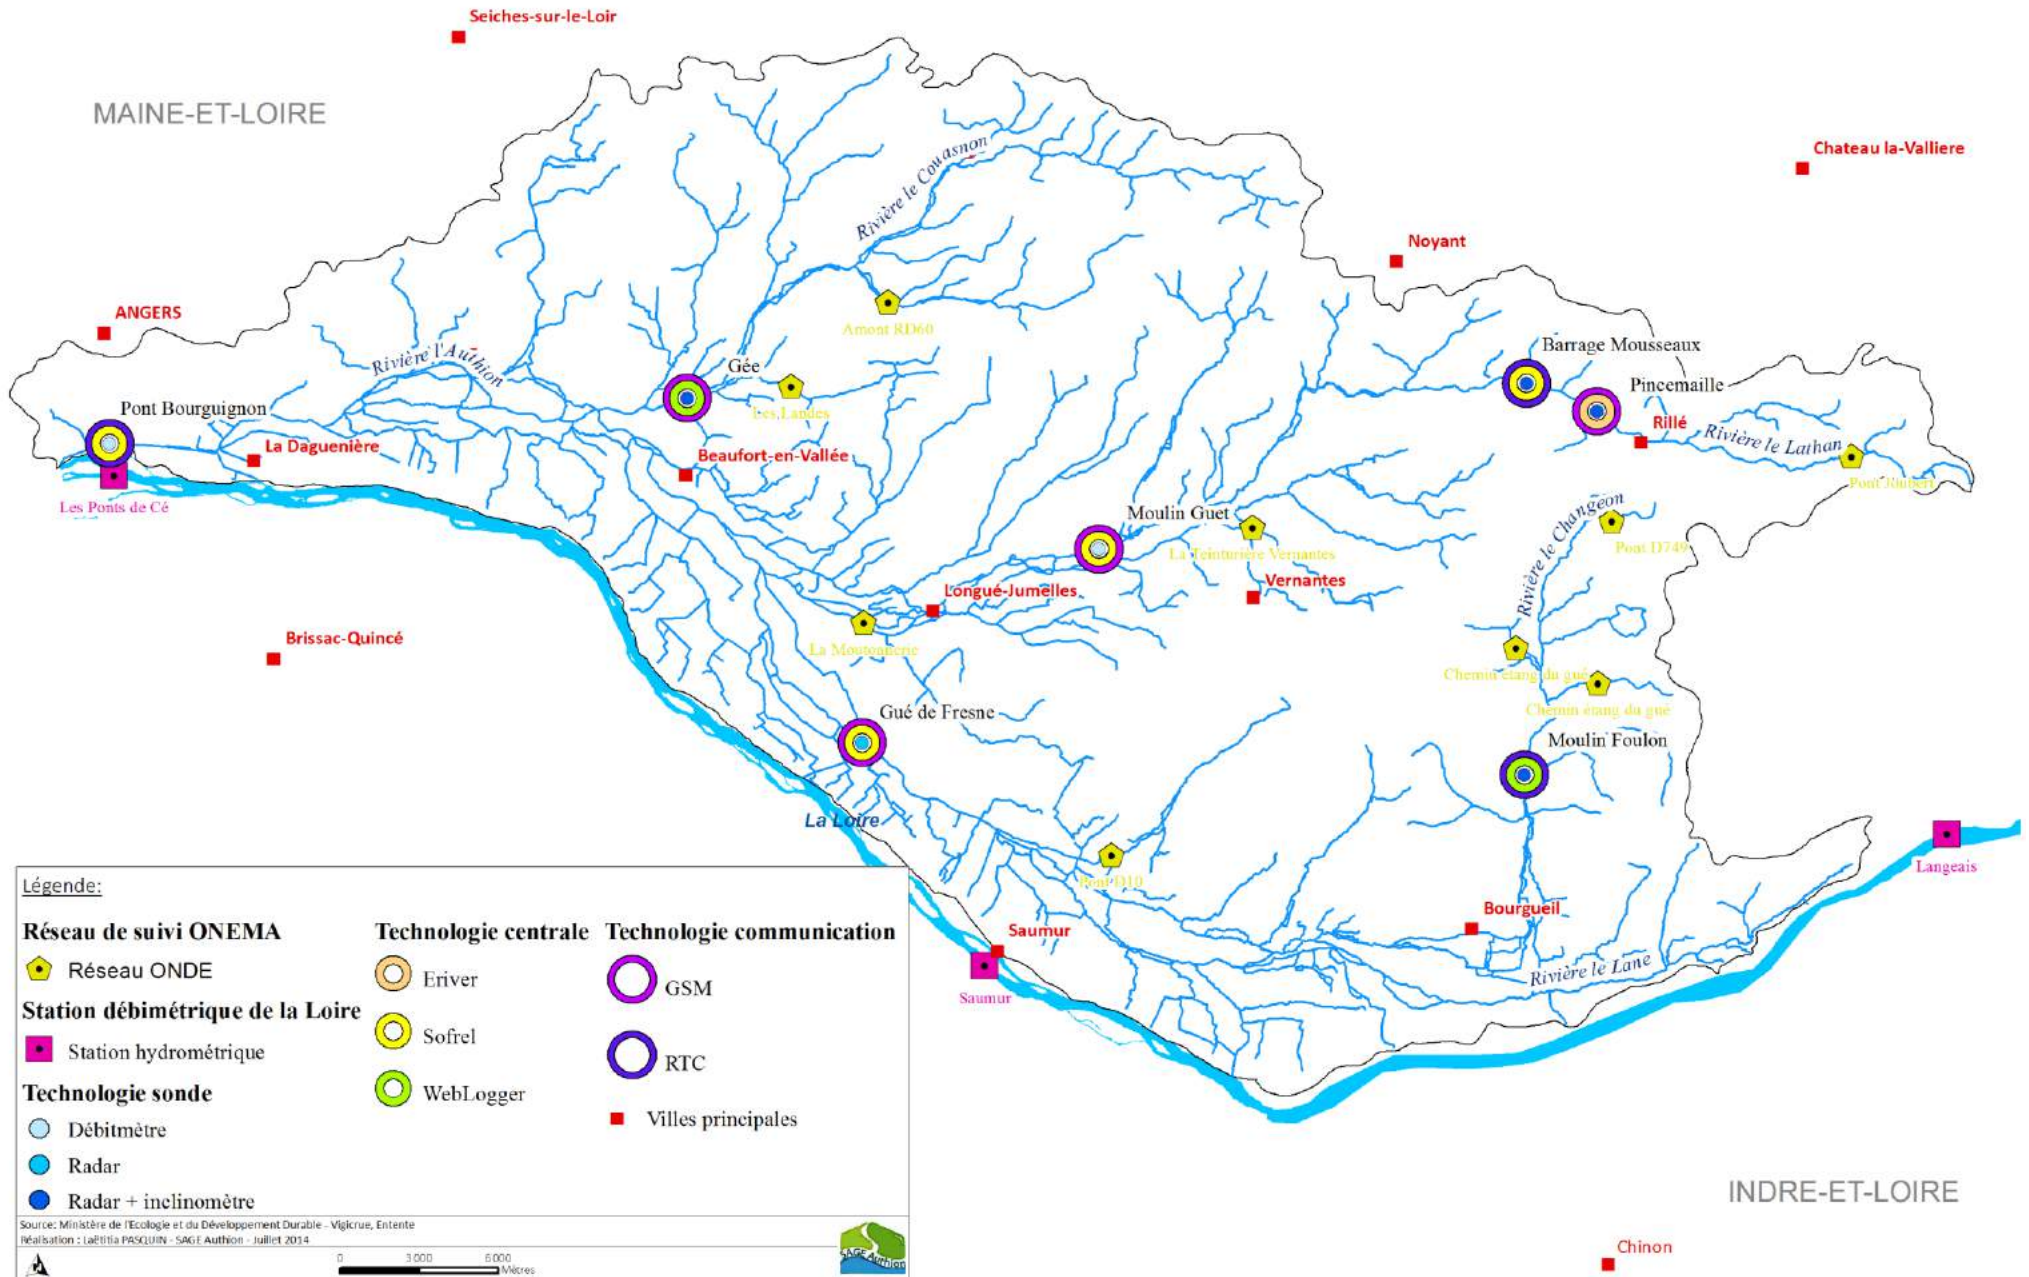 Seiches-sur-le-Loir
MAINE-ET-LOIRE
Chateau la-Valliere
Rivière le Couasnon
Noyant
ANGERS
Amont RD60
Rivière l'Authion
Gée
Barrage Mousseaux
Pincemaille
Les Landes
Pont Bourguignon
Rillé
Rivière le Lathan
La Daguenière
Beaufort-en-Vallée
Pont Joubert
Les Ponts de Cé
Moulin Guet
Rivière le Changeon
Pont D749
La Teinturière Vernantes
Vernantes
Longué-Jumelles
Brissac-Quincé
La Moutonnerie
Chemin étang du gué
Chemin étang du gué
Gué de Fresne
Moulin Foulon
La Loire
Langeais
Pont D10
Bourgueil
Saumur
Rivière le Lane
Saumur
Légende:
Réseau de suivi ONEMA
Réseau ONDE
Station débimétrique de la Loire
Station hydrométrique
Technologie sonde
Débitmètre
Radar
Radar + inclinomètre
Technologie centrale
Eriver
Sofrel
WebLogger
Technologie communication
GSM
RTC
Villes principales
Source: Ministère de l'Ecologie et du Développement Durable - Vigicrue, Entente
Réalisation : Laëtitia PASQUIN - SAGE Authion - Juillet 2014
0 3 000 6 000
Mètres
SAGE Authion
INDRE-ET-LOIRE
Chinon